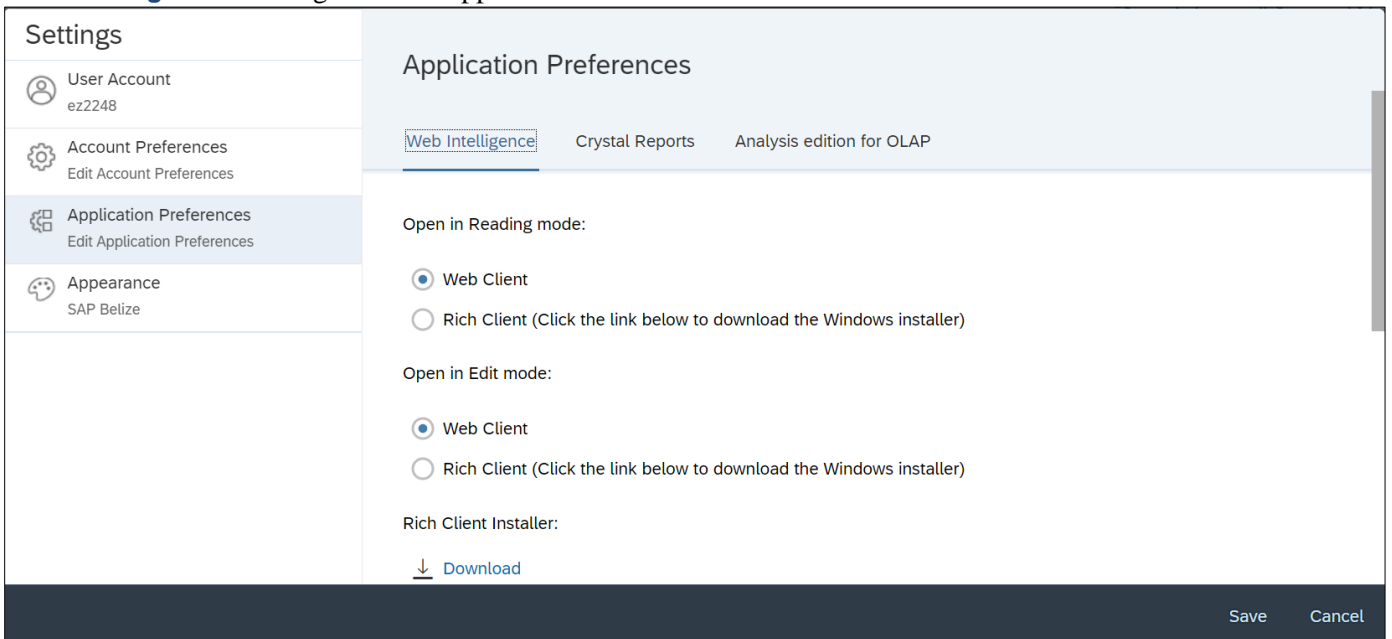 Settings
User Account
ez2248
Account Preferences
Edit Account Preferences
Application Preferences
Edit Application Preferences
Appearance
SAP Belize
Application Preferences
Web Intelligence Crystal Reports Analysis edition for OLAP
Open in Reading mode:
Web Client
Rich Client (Click the link below to download the Windows installer)
Open in Edit mode:
Web Client
Rich Client (Click the link below to download the Windows installer)
Rich Client Installer:
Download
Save Cancel